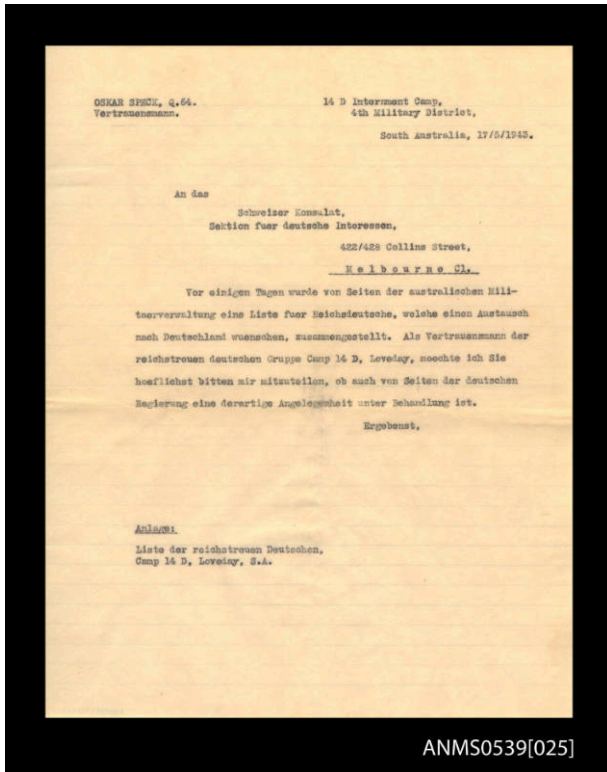 OSKAR SPECK, Q.64.
Vertrauensmann.
14 D Internment Camp,
4th Military District,
South Australia, 17/5/1943.
An das
Schweizer Konsulat,
Sektion fuer deutsche Interessen,
422/428 Collins Street,
Melbourne C1.
Vor einigen Tagen wurde von Seiten der australischen Mili-
taerverwaltung eine Liste fuer Reichsdeutsche, welche einen Austausch
nach Deutschland wuenschen, zusammengestellt. Als Vertrauensmann der
reichstreuen deutschen Gruppe Camp 14 D, Loveday, moechte ich Sie
hoeflichst bitten mir mitzuteilen, ob auch von Seiten der deutschen
Regierung eine derartige Angelegenheit unter Behandlung ist.
Ergebenst,
Anlage:
Liste der reichstreuen Deutschen,
Camp 14 D, Loveday, S.A.
ANMS0539[025]